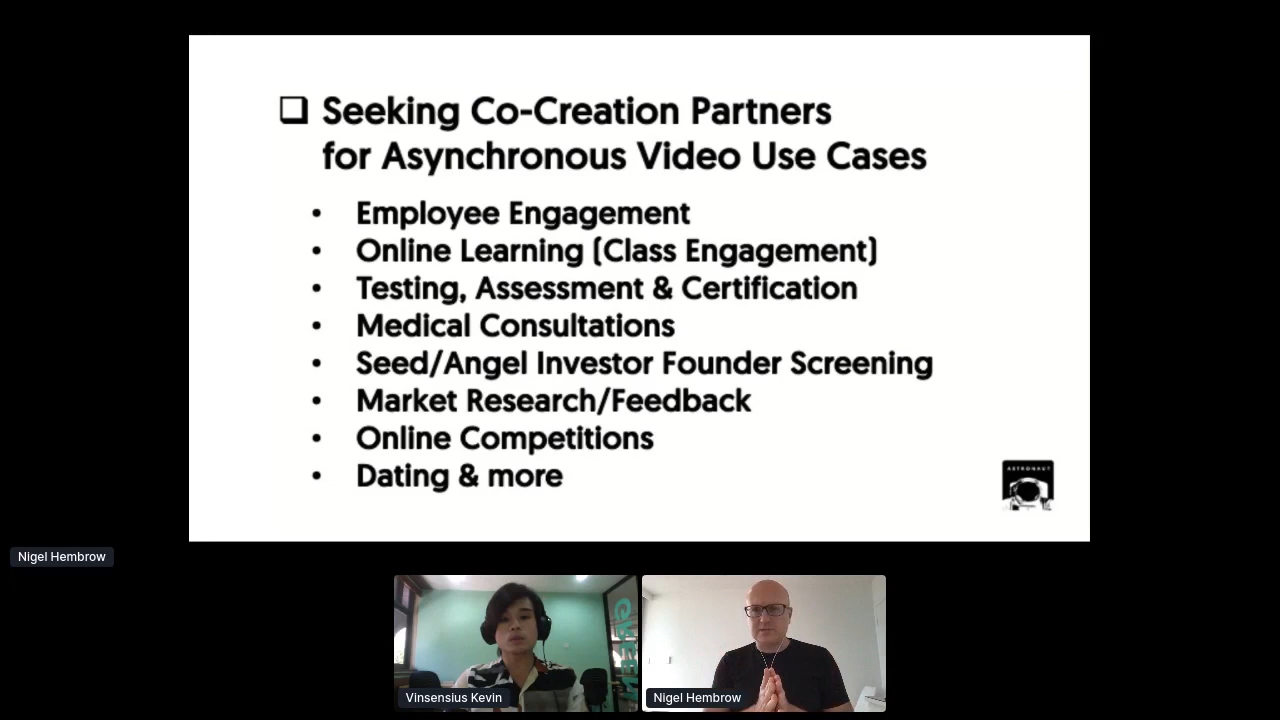 ❏ Seeking Co-Creation Partners
for Asynchronous Video Use Cases
• Employee Engagement
• Online Learning (Class Engagement)
• Testing, Assessment & Certification
• Medical Consultations
• Seed/Angel Investor Founder Screening
• Market Research/Feedback
• Online Competitions
• Dating & more
ASTRONAUT
Nigel Hembrow
Vinsensius Kevin
Nigel Hembrow